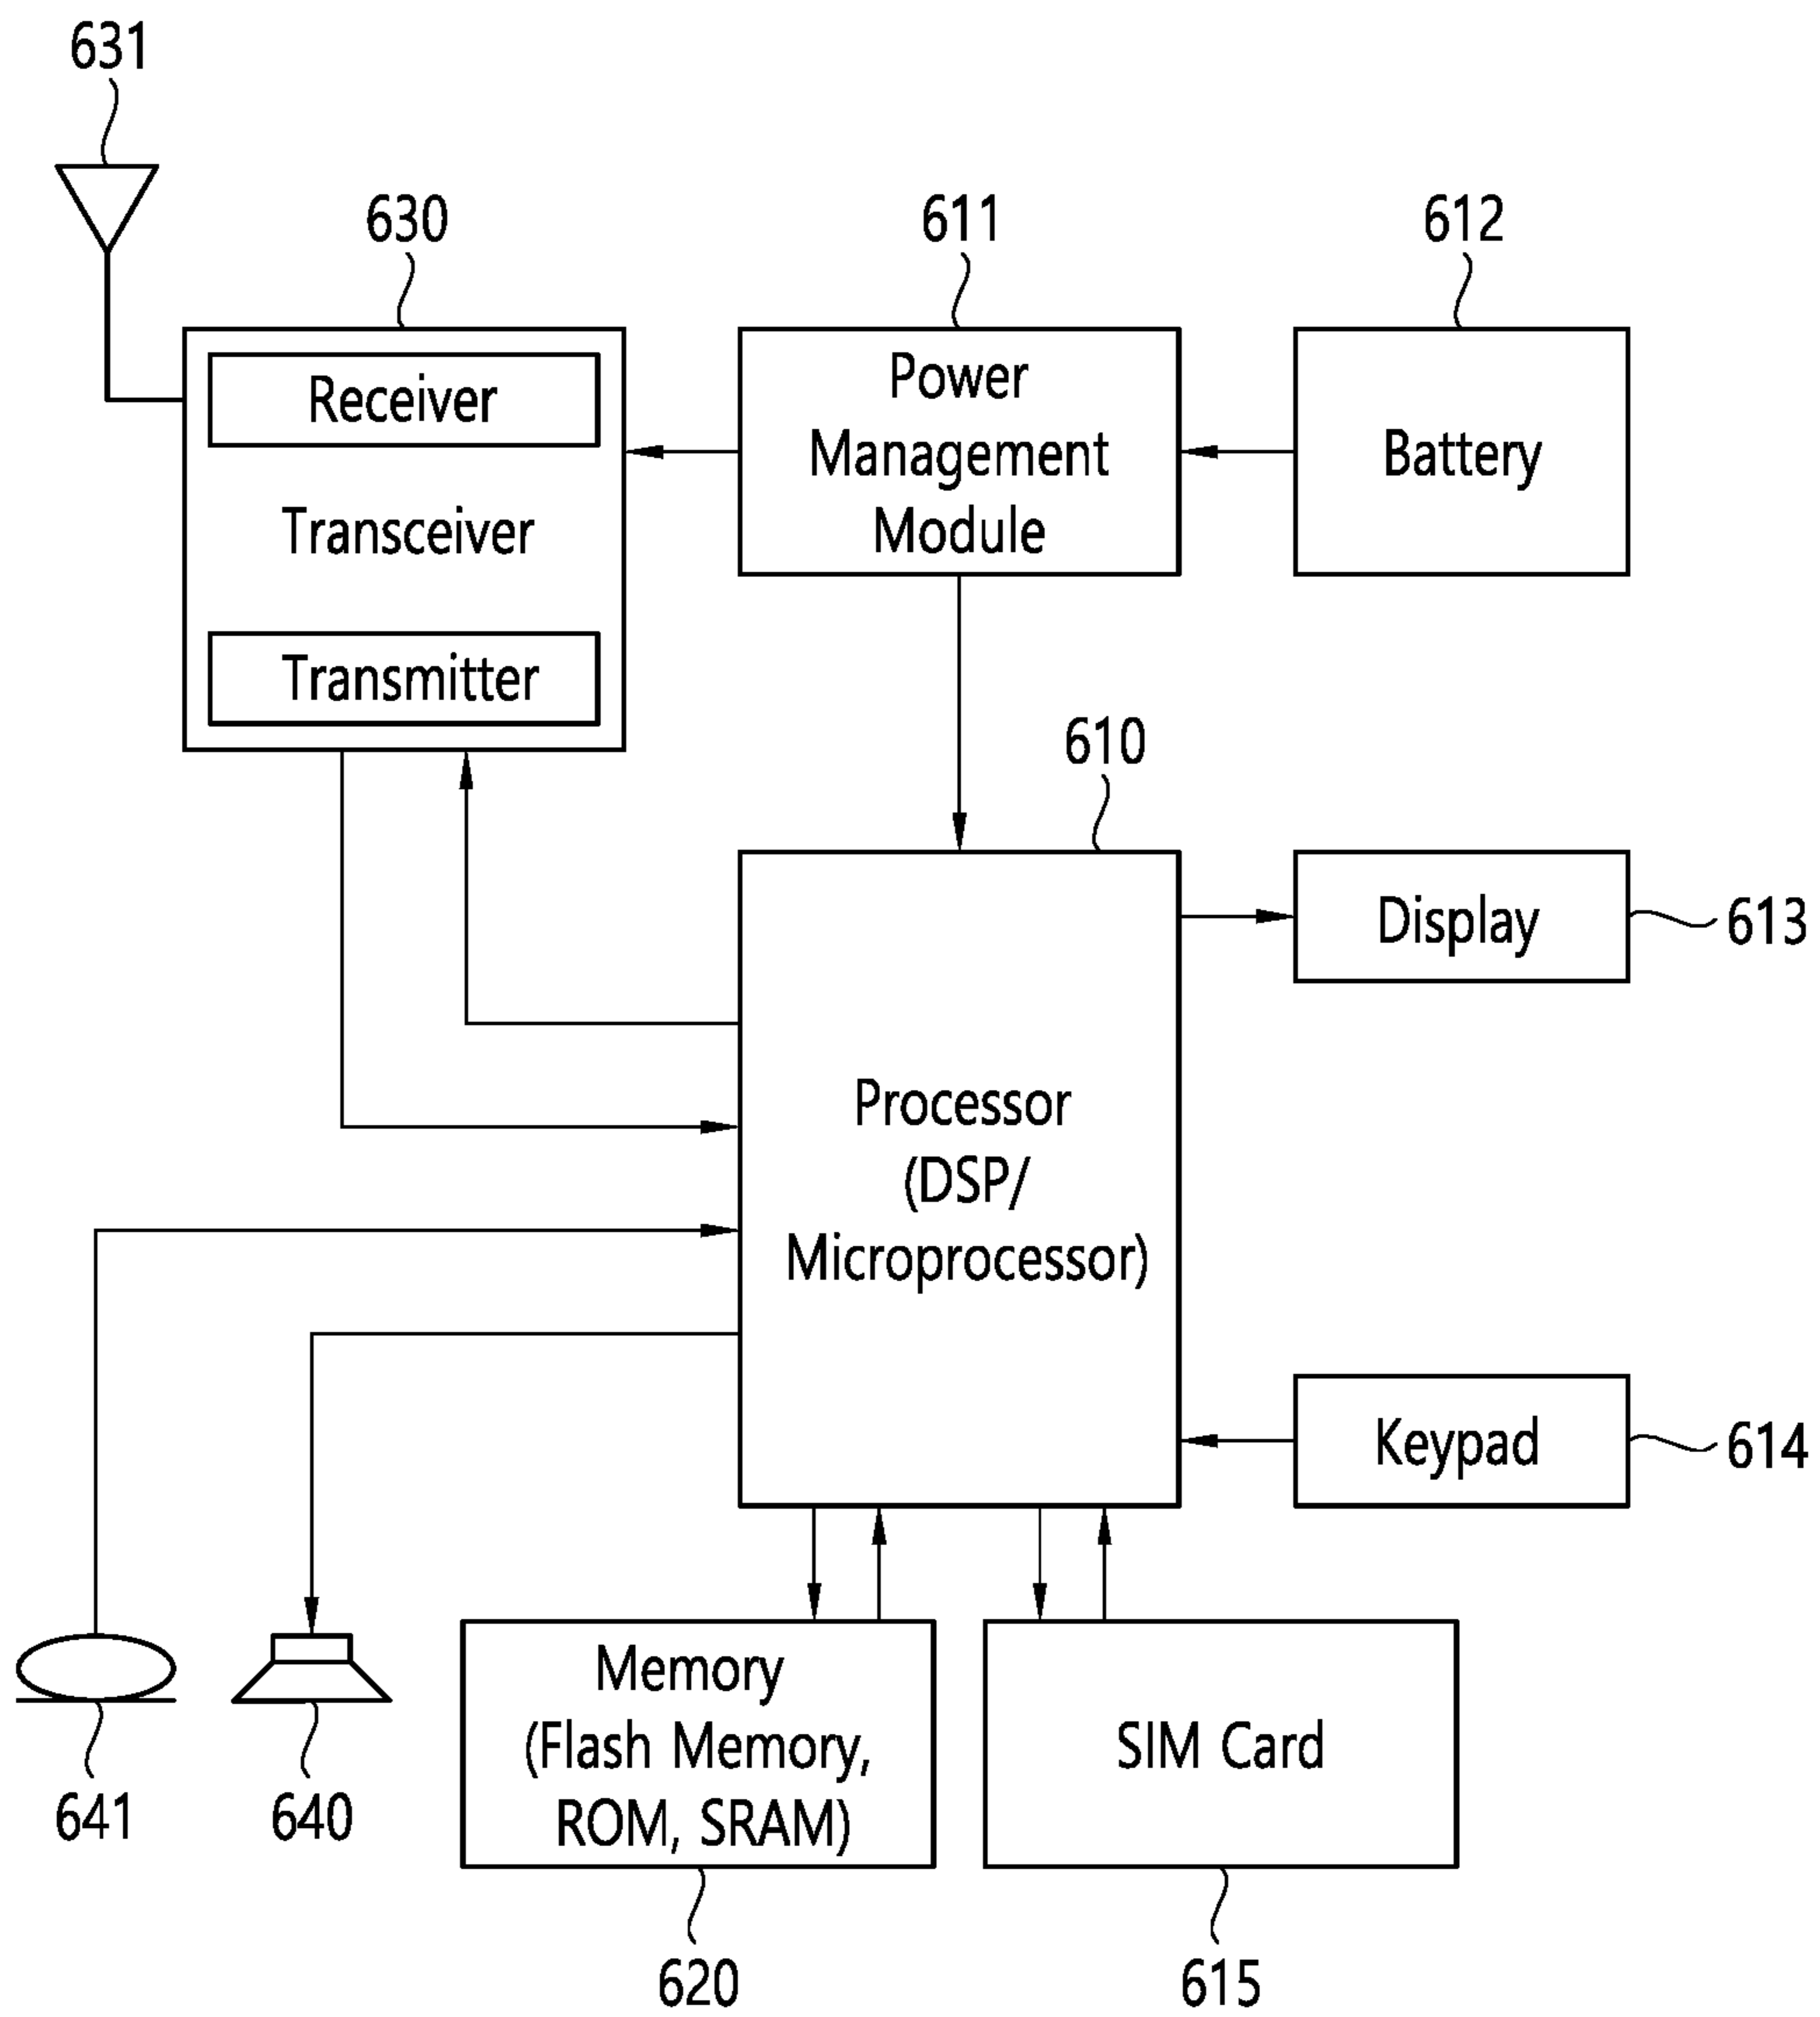 631
630
611
612
Receiver
Transceiver
Transmitter
Power
Management
Module
Battery
610
Processor
(DSP/
Microprocessor)
Display
613
Keypad
614
641
640
Memory
(Flash Memory,
ROM, SRAM)
SIM Card
620
615